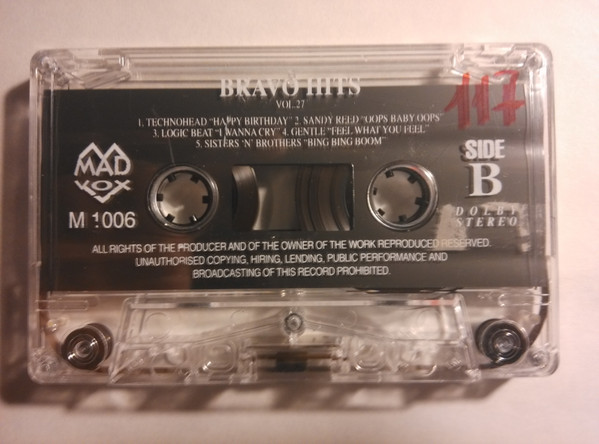 BRAVO HITS
VOL.27
117
1. TECHNOHEAD "HAPPY BIRTHDAY" 2. SANDY REED "OOPS BABY OOPS"
3. LOGIC BEAT "I WANNA CRY" 4. GENTLE "FEEL WHAT YOU FEEL"
5. SISTERS 'N' BROTHERS "BING BING BOOM"
MAD
VOX
M 1006
SIDE
B
DOLBY
STEREO
ALL RIGHTS OF THE PRODUCER AND OF THE OWNER OF THE WORK REPRODUCED RESERVED.
UNAUTHORISED COPYING, HIRING, LENDING, PUBLIC PERFORMANCE AND
BROADCASTING OF THIS RECORD PROHIBITED.